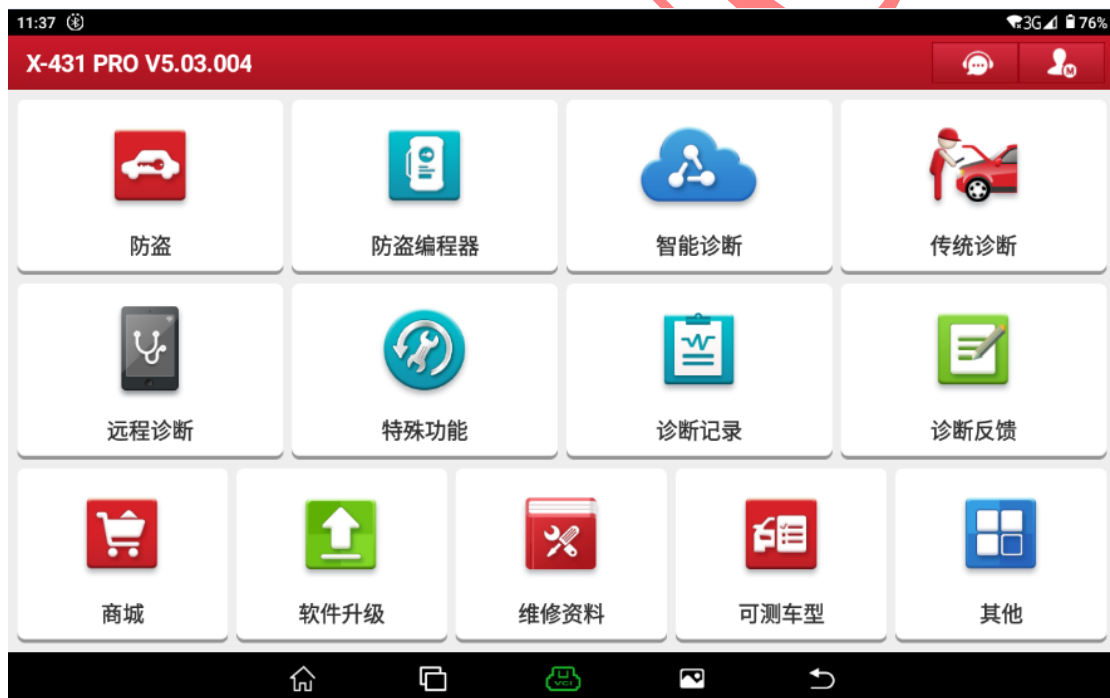 11:37 3G 76%
X-431 PRO V5.03.004
M
防盗 防盗编程器 智能诊断 传统诊断
远程诊断 特殊功能 诊断记录 诊断反馈
商城 软件升级 维修资料 可测车型 其他
VCI